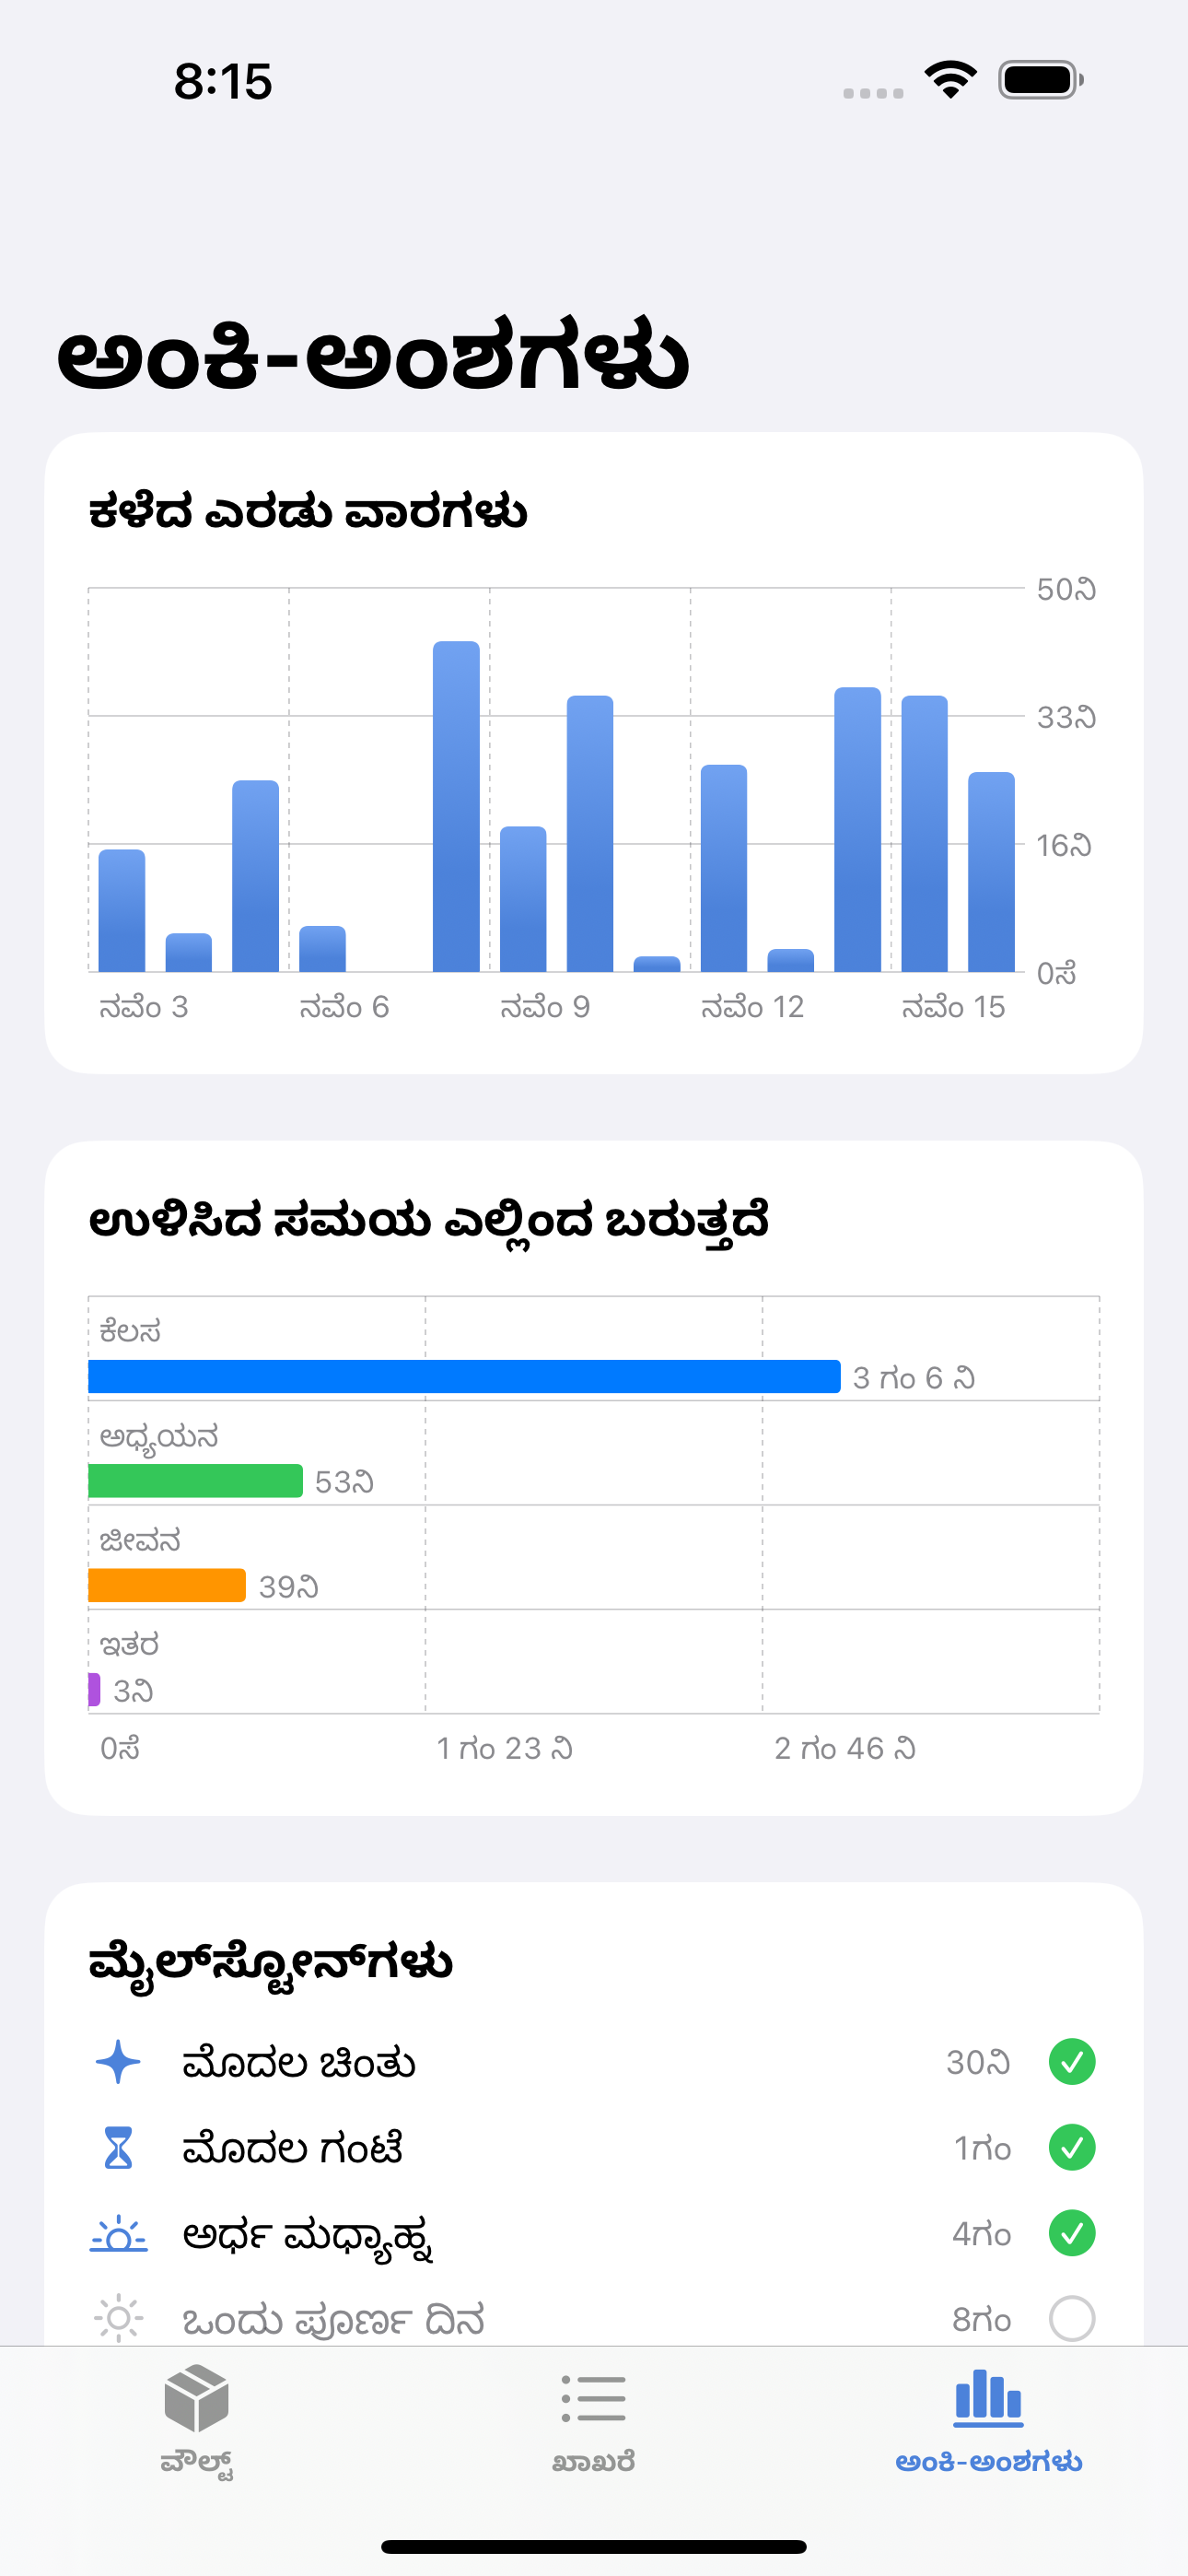 8:15
ಅಂಕಿ-ಅಂಶಗಳು
ಕಳೆದ ಎರಡು ವಾರಗಳು
50ನಿ
33ನಿ
16ನಿ
0ಸೆ
ನವೆಂ 3 ನವೆಂ 6 ನವೆಂ 9 ನವೆಂ 12 ನವೆಂ 15
ಉಳಿಸಿದ ಸಮಯ ಎಲ್ಲಿಂದ ಬರುತ್ತದೆ
ಕೆಲಸ
3 ಗಂ 6 ನಿ
ಅಧ್ಯಯನ
53ನಿ
ಜೀವನ
39ನಿ
ಇತರ
3ನಿ
0ಸೆ 1 ಗಂ 23 ನಿ 2 ಗಂ 46 ನಿ
ಮೈಲ್‌ಸ್ಟೋನ್‌ಗಳು
ಮೊದಲ ಚಿಂತು 30ನಿ
ಮೊದಲ ಗಂಟೆ 1ಗಂ
ಅರ್ಧ ಮಧ್ಯಾಹ್ನ 4ಗಂ
ಒಂದು ಪೂರ್ಣ ದಿನ 8ಗಂ
ವೌಲ್ಟ್ ಖಾಖರೆ ಅಂಕಿ-ಅಂಶಗಳು